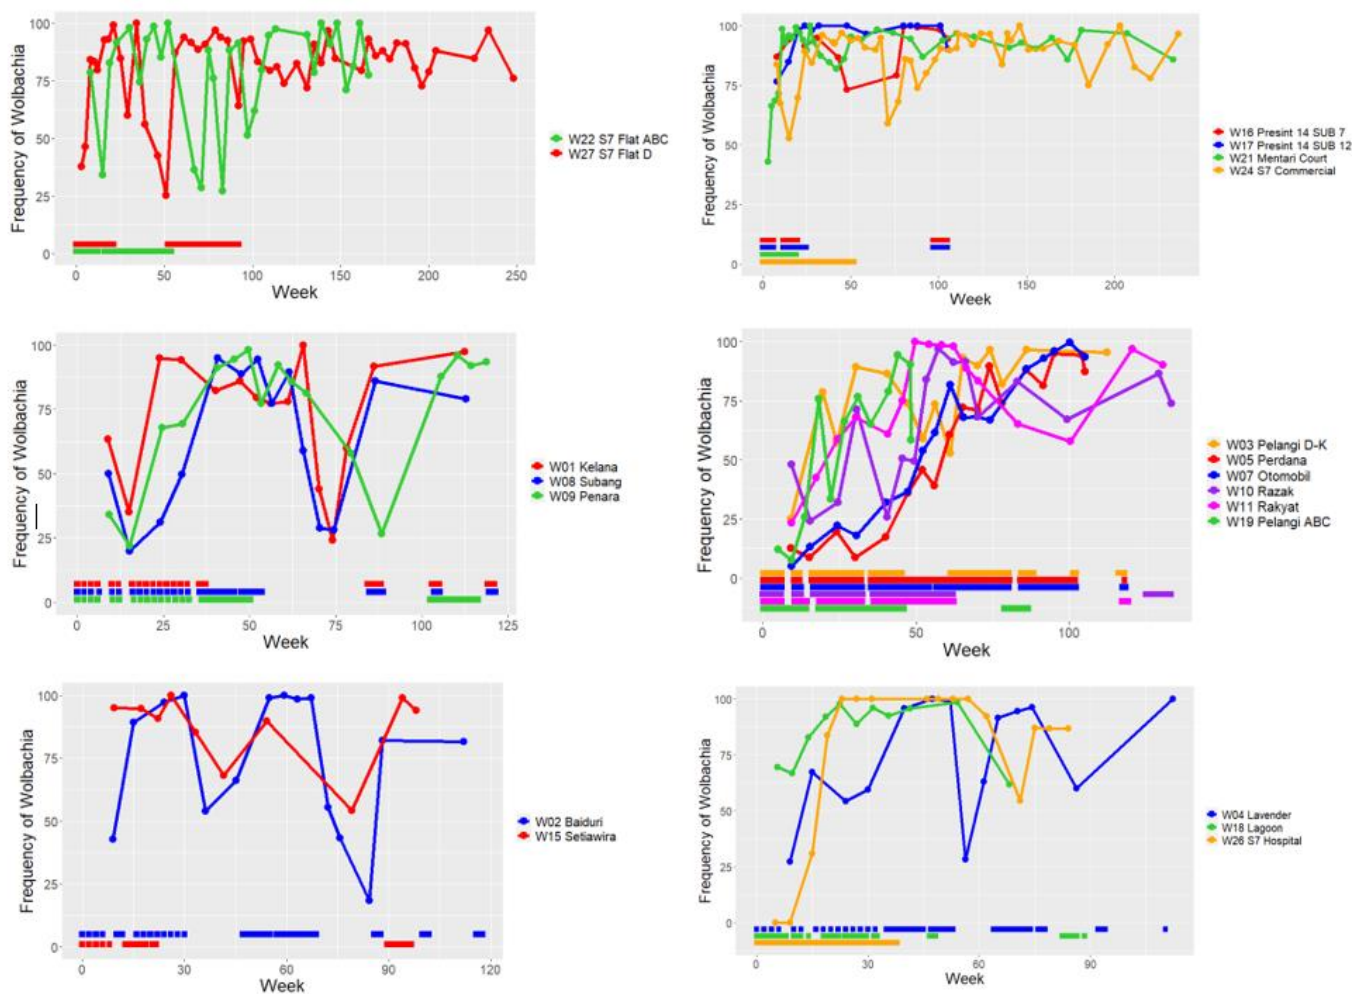 100
75
50
25
0
Frequency of Wolbachia
0
50
100
150
200
250
Week
W22 S7 Flat ABC
W27 S7 Flat D
100
75
50
25
0
Frequency of Wolbachia
0
50
100
150
200
Week
W16 Presint 14 SUB 7
W17 Presint 14 SUB 12
W21 Mentari Court
W24 S7 Commercial
100
75
50
25
0
Frequency of Wolbachia
0
25
50
75
100
125
Week
W01 Kelana
W08 Subang
W09 Penara
100
75
50
25
0
Frequency of Wolbachia
0
50
100
Week
W03 Pelangi D-K
W05 Perdana
W07 Otomobil
W10 Razak
W11 Rakyat
W19 Pelangi ABC
100
75
50
25
0
Frequency of Wolbachia
0
30
60
90
120
Week
W02 Baiduri
W15 Setiawira
100
75
50
25
0
Frequency of Wolbachia
0
30
60
90
Week
W04 Lavender
W18 Lagoon
W26 S7 Hospital